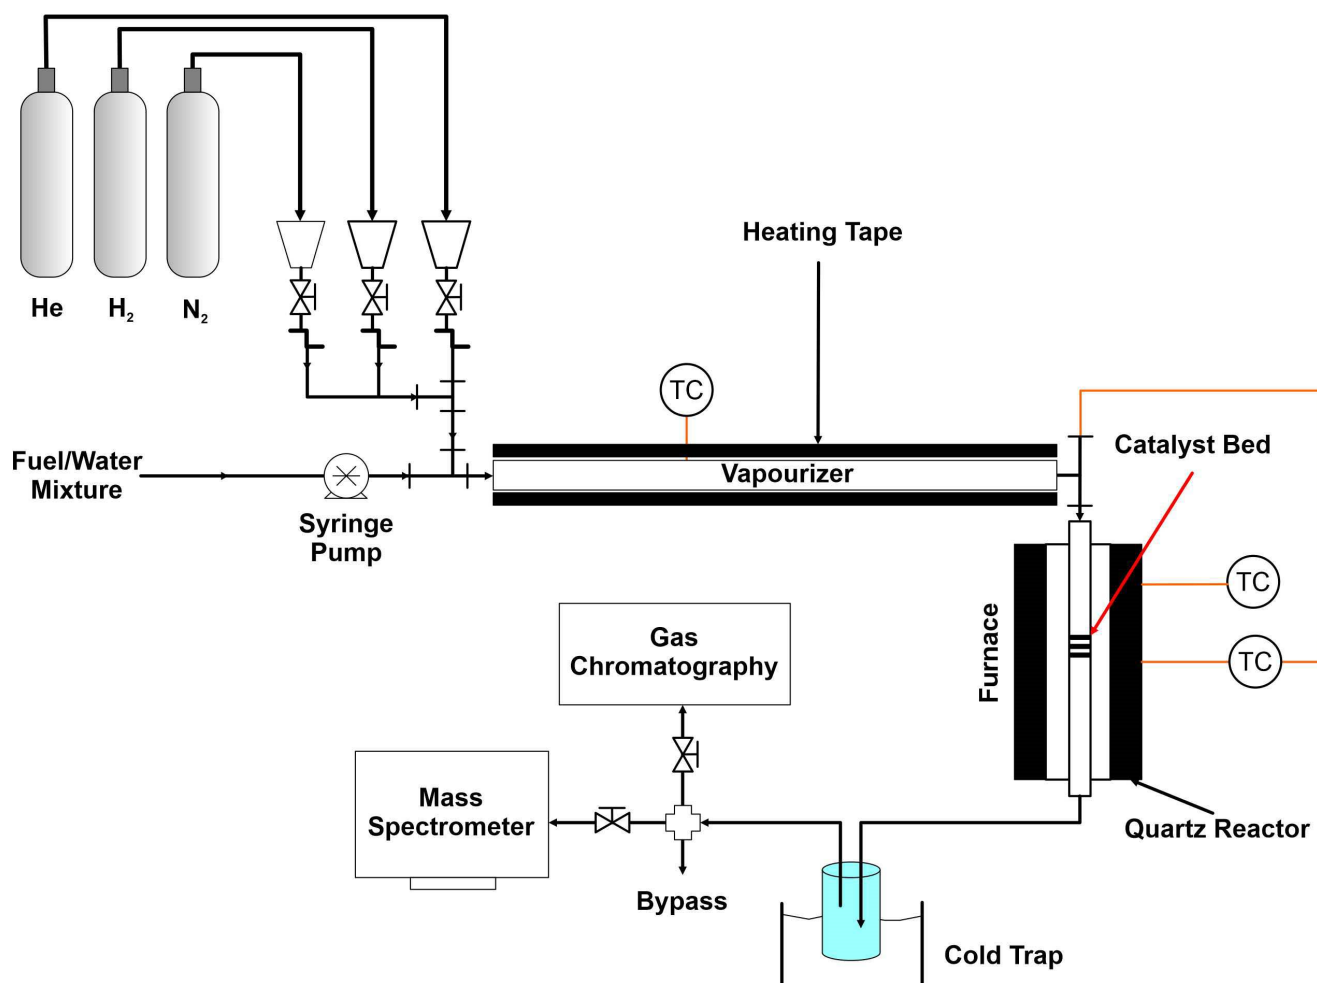 He
H₂
N₂
Heating Tape
TC
Catalyst Bed
Fuel/Water
Mixture
Vapourizer
Syringe
Pump
TC
Gas
Chromatography
Furnace
TC
Mass
Spectrometer
Quartz Reactor
Bypass
Cold Trap